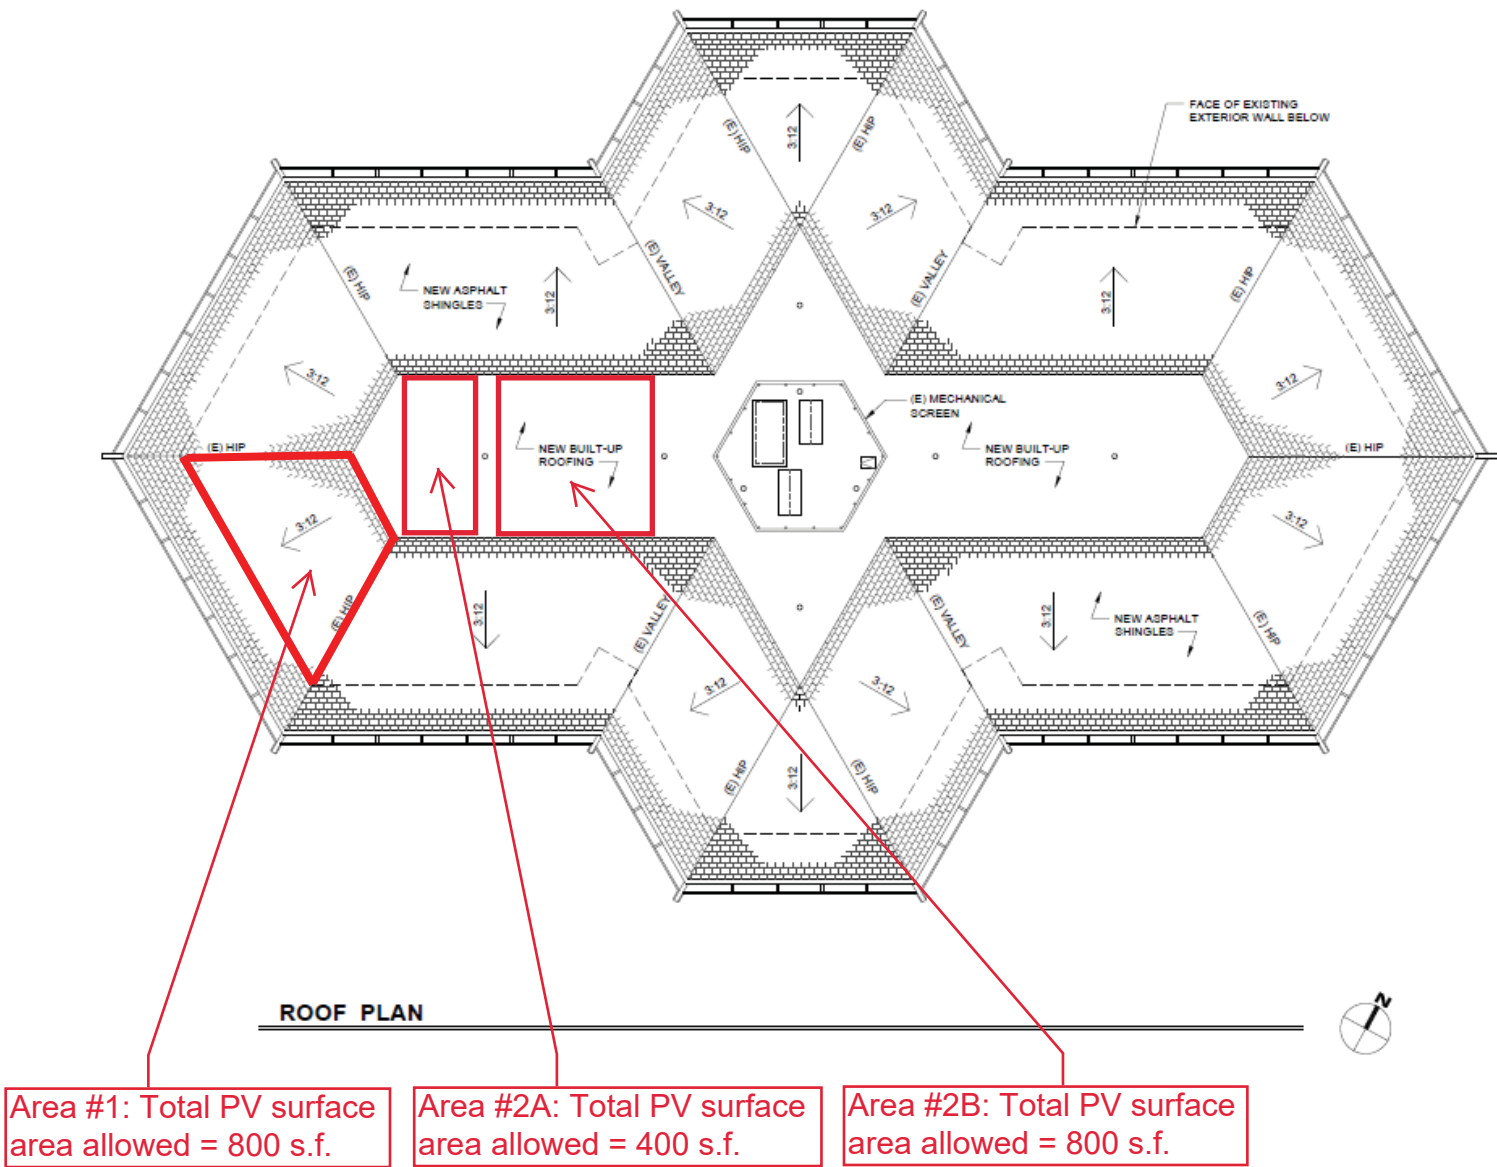 FACE OF EXISTING
EXTERIOR WALL BELOW
(E) HIP
3:12
(E) HIP
3:12
3:12
(E) VALLEY
(E) VALLEY
(E) HIP
(E) HIP
NEW ASPHALT
SHINGLES
3:12
3:12
3:12
3:12
(E) MECHANICAL
SCREEN
(E) HIP
NEW BUILT-UP
ROOFING
NEW BUILT-UP
ROOFING
(E) HIP
3:12
3:12
(E) HIP
3:12
(E) VALLEY
(E) VALLEY
3:12
NEW ASPHALT
SHINGLES
(E) HIP
3:12
3:12
(E) HIP
3:12
(E) HIP
ROOF PLAN
N
Area #1: Total PV surface
area allowed = 800 s.f.
Area #2A: Total PV surface
area allowed = 400 s.f.
Area #2B: Total PV surface
area allowed = 800 s.f.